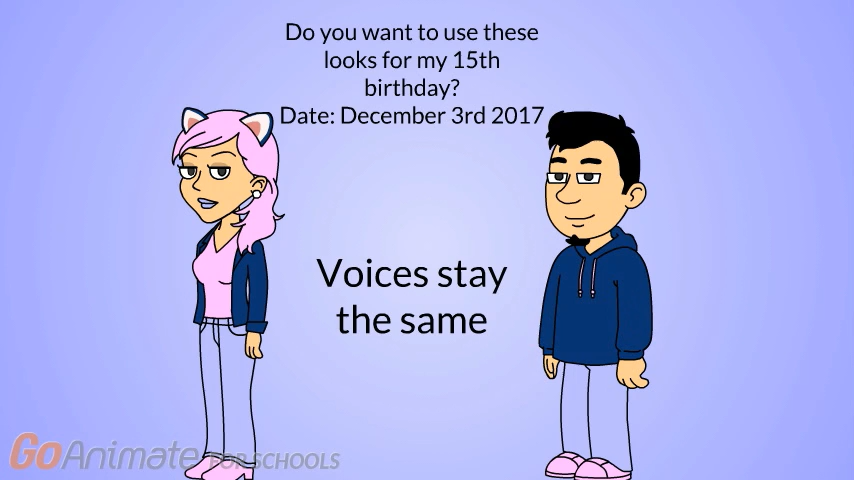 Do you want to use these
looks for my 15th
birthday?
Date: December 3rd 2017
Voices stay
the same
GoAnimate FOR SCHOOLS